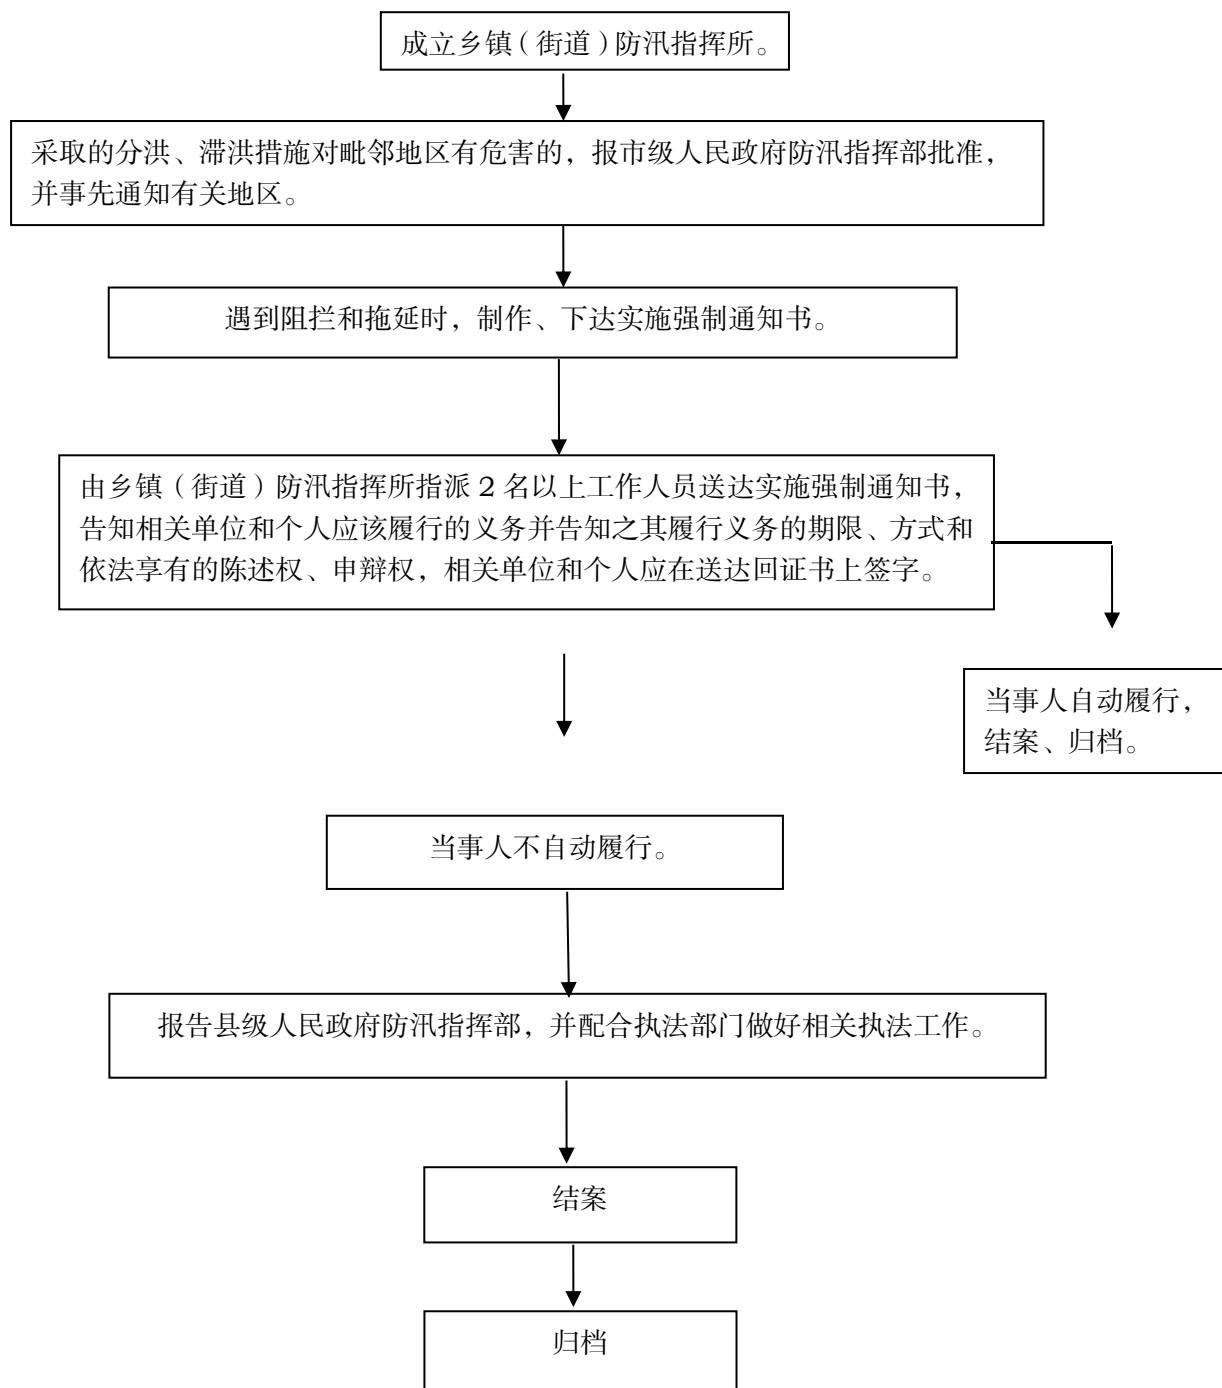 成立乡镇（街道）防汛指挥所。
采取的分洪、滞洪措施对毗邻地区有危害的，报市级人民政府防汛指挥部批准，
并事先通知有关地区。
遇到阻拦和拖延时，制作、下达实施强制通知书。
由乡镇（街道）防汛指挥所指派 2 名以上工作人员送达实施强制通知书，
告知相关单位和个人应该履行的义务并告知之其履行义务的期限、方式和
依法享有的陈述权、申辩权，相关单位和个人应在送达回证书上签字。
当事人自动履行，
结案、归档。
当事人不自动履行。
报告县级人民政府防汛指挥部，并配合执法部门做好相关执法工作。
结案
归档